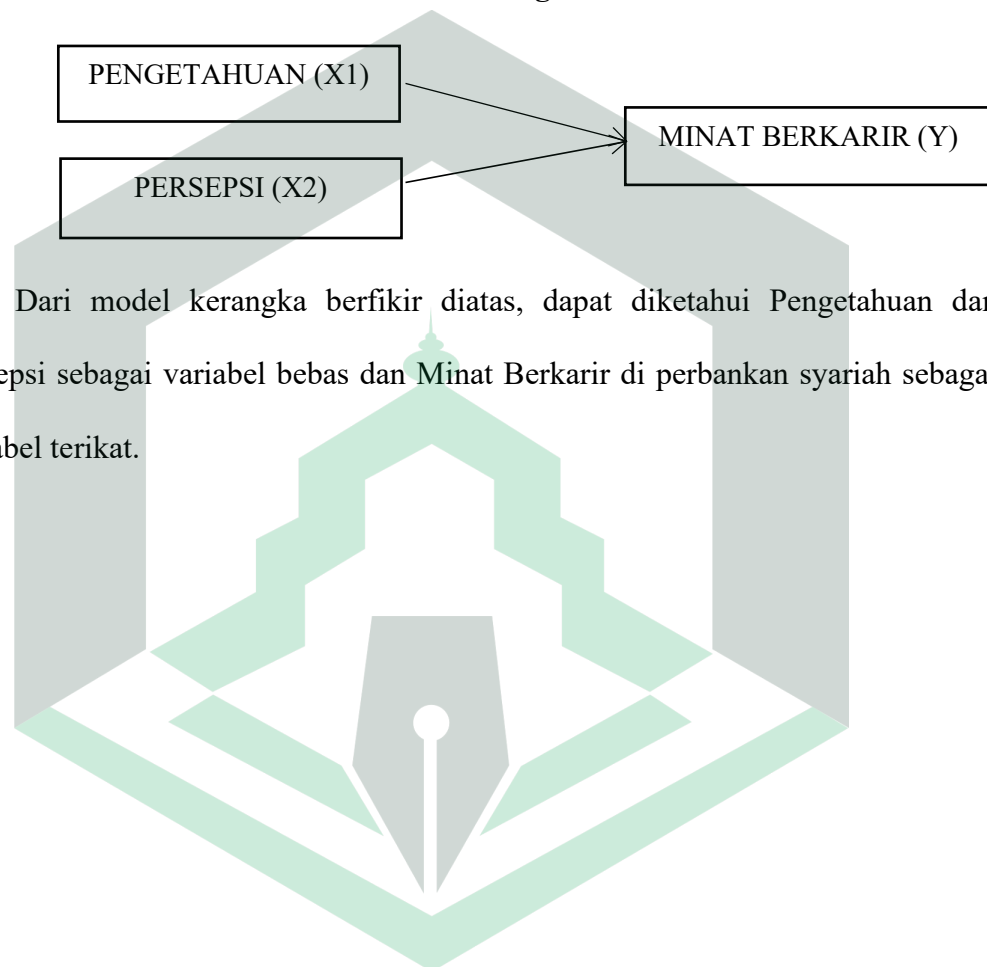 PENGETAHUAN (X1)
MINAT BERKARIR (Y)
PERSEPSI (X2)
Dari model kerangka berfikir diatas, dapat diketahui Pengetahuan dan
epsi sebagai variabel bebas dan Minat Berkarir di perbankan syariah sebaga
abel terikat.